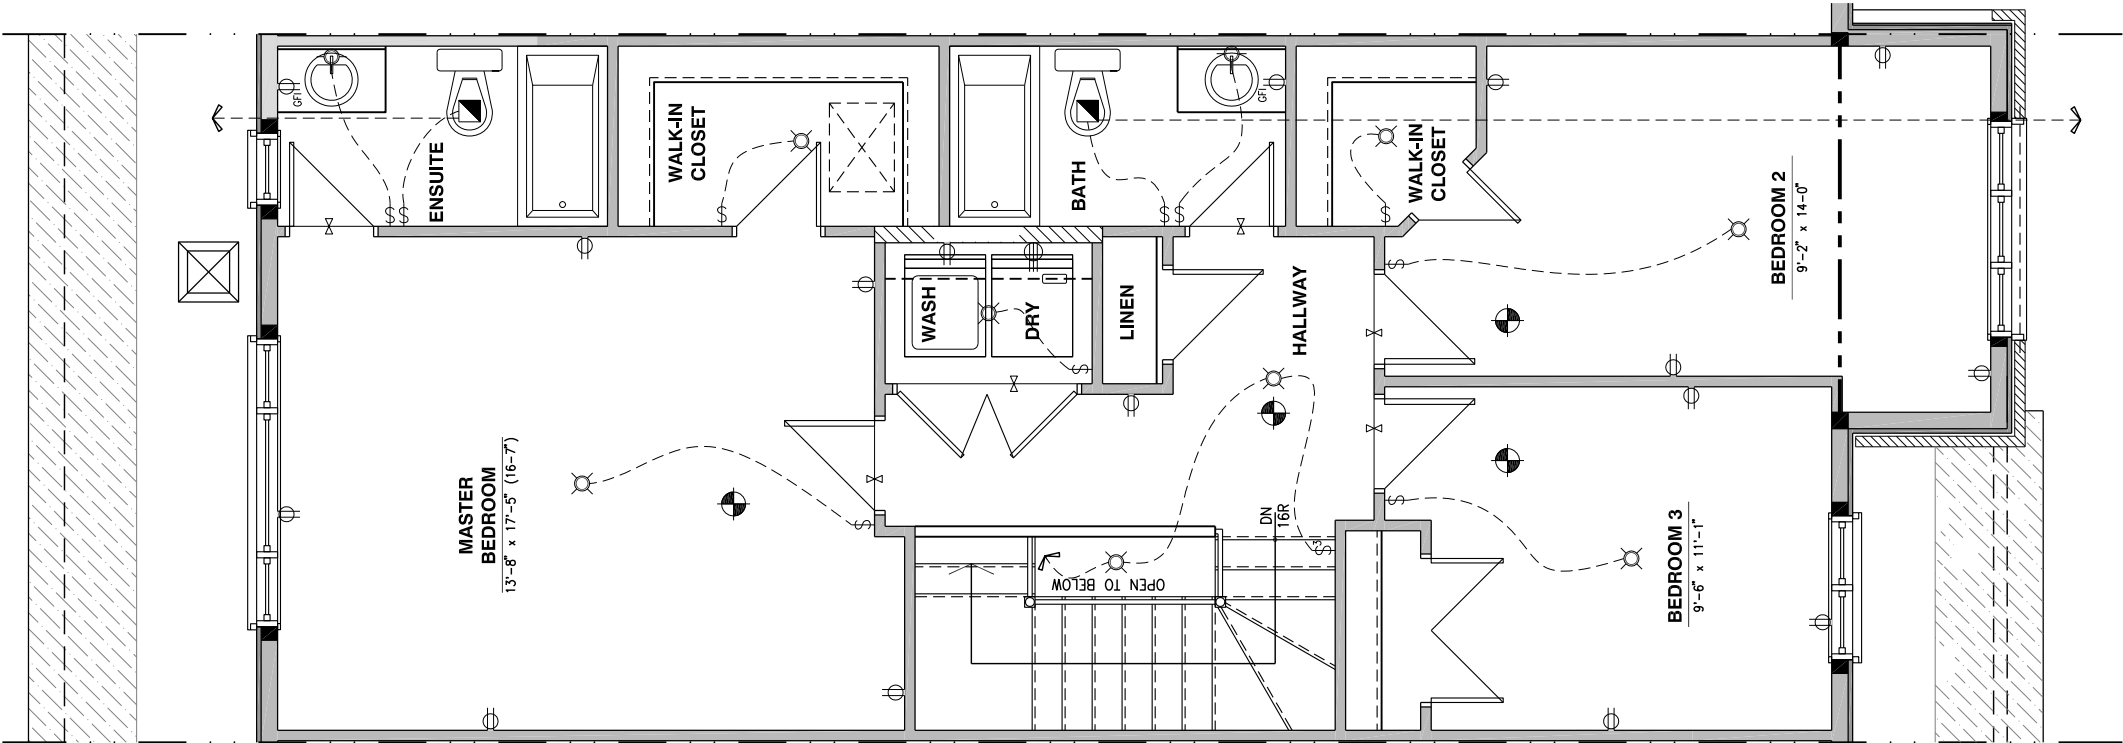 GFI
ENSUITE
WALK-IN
CLOSET
BATH
GFI
WALK-IN
CLOSET
BEDROOM 2
9'-2" x 14'-0"
WASH
DRY
LINEN
HALLWAY
MASTER
BEDROOM
13'-8" x 17'-5" (16-7")
DN
16R
OPEN TO BELOW
BEDROOM 3
9'-6" x 11'-1"
S
S
S
S
S
S
S
S
S
S
S3